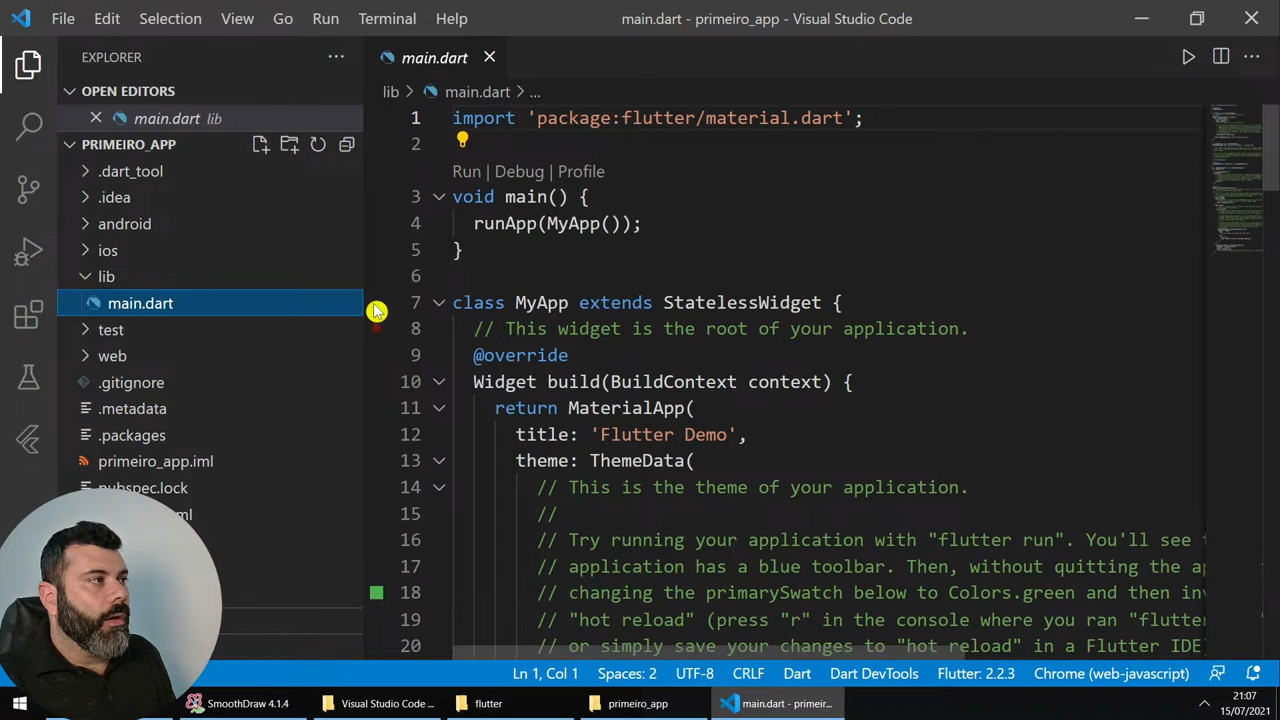 File Edit Selection View Go Run Terminal Help
main.dart - primeiro_app - Visual Studio Code
EXPLORER
OPEN EDITORS
main.dart lib
PRIMEIRO_APP
.dart_tool
.idea
android
ios
lib
main.dart
test
web
.gitignore
.metadata
.packages
primeiro_app.iml
pubspec.lock
main.dart
lib > main.dart > ...
1 import 'package:flutter/material.dart';
2
Run | Debug | Profile
3 void main() {
4 runApp(MyApp());
5 }
6
7 class MyApp extends StatelessWidget {
8 // This widget is the root of your application.
9 @override
10 Widget build(BuildContext context) {
11 return MaterialApp(
12 title: 'Flutter Demo',
13 theme: ThemeData(
14 // This is the theme of your application.
15 //
16 // Try running your application with "flutter run". You'll see
17 // application has a blue toolbar. Then, without quitting the
18 // changing the primarySwatch below to Colors.green and then
19 // "hot reload" (press "r" in the console where you ran "flutter
20 // or simply save your changes to "hot reload" in a Flutter IDE)
Ln 1, Col 1 Spaces: 2 UTF-8 CRLF Dart Dart DevTools Flutter: 2.2.3 Chrome (web-javascript)
SmoothDraw 4.1.4
Visual Studio Code ...
flutter
primeiro_app
main.dart - primeir...
21:07
15/07/2021